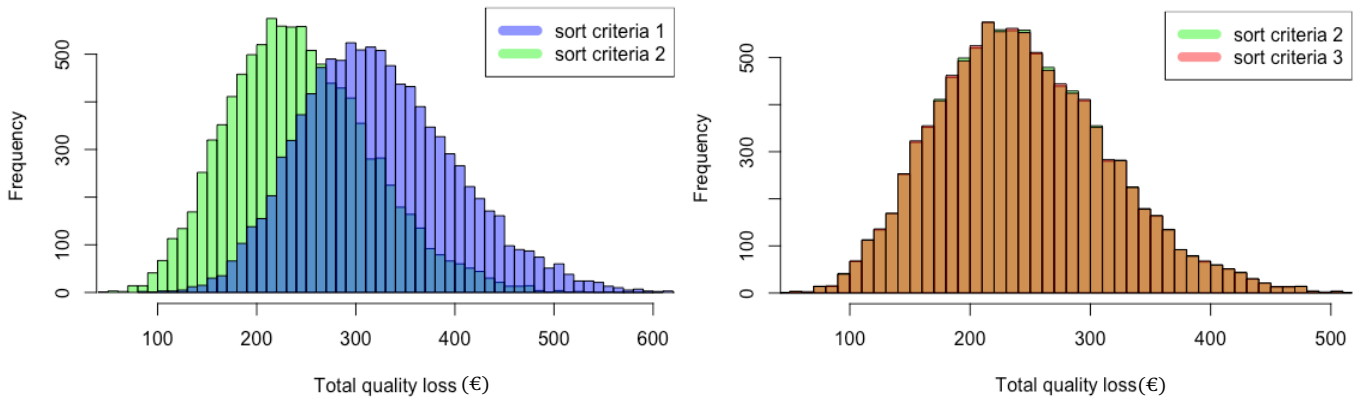 sort criteria 1
sort criteria 2
Frequency
0
100
300
500
100
200
300
400
500
600
Total quality loss (€)
sort criteria 2
sort criteria 3
Frequency
0
100
300
500
100
200
300
400
500
Total quality loss(€)